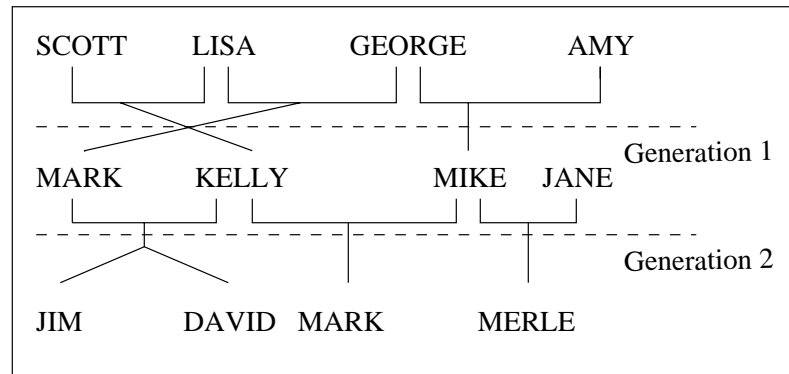 SCOTT LISA GEORGE AMY
Generation 1
MARK KELLY MIKE JANE
Generation 2
JIM DAVID MARK MERLE